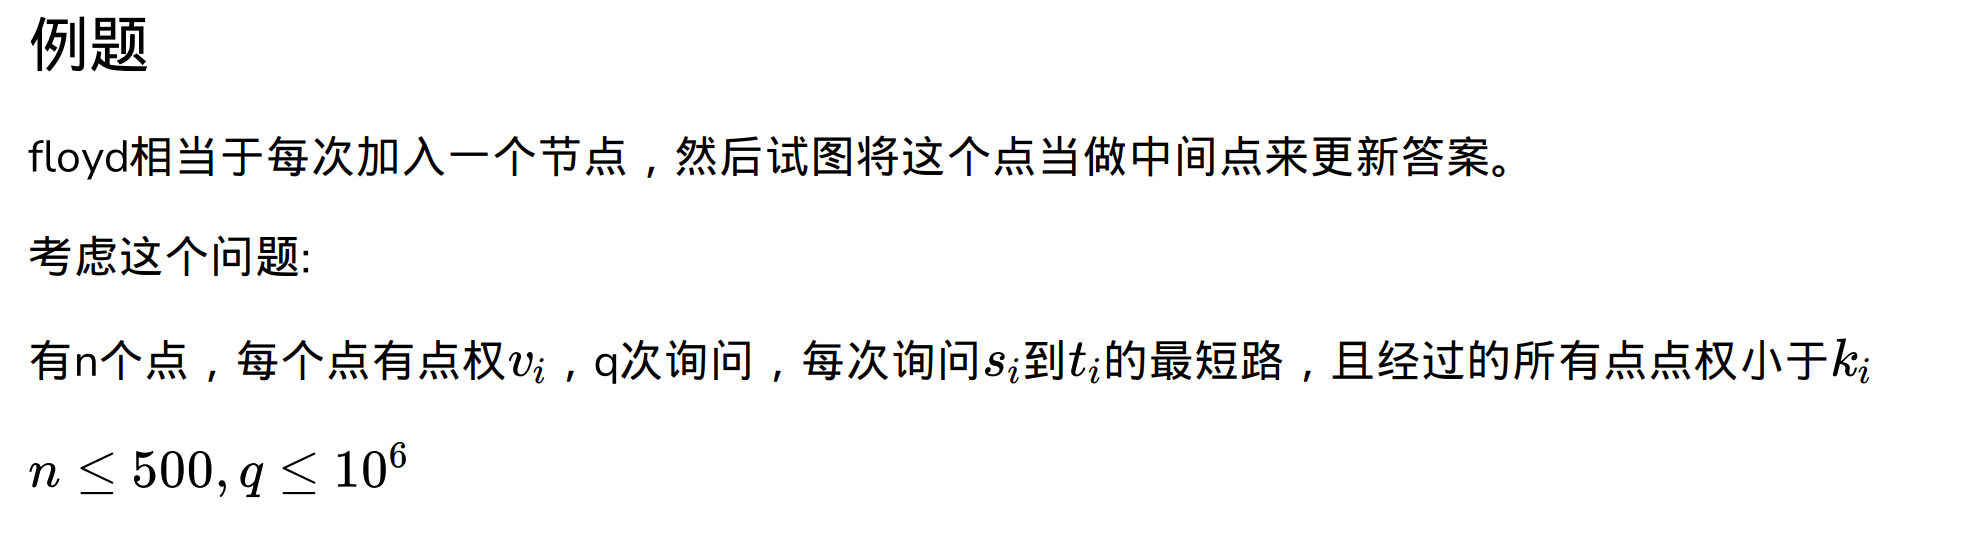 例题
floyd相当于每次加入一个节点，然后试图将这个点当做中间点来更新答案。
考虑这个问题:
有n个点，每个点有点权$v_i$，q次询问，每次询问$s_i$到$t_i$的最短路，且经过的所有点点权小于$k_i$
$n \leq 500, q \leq 10^6$